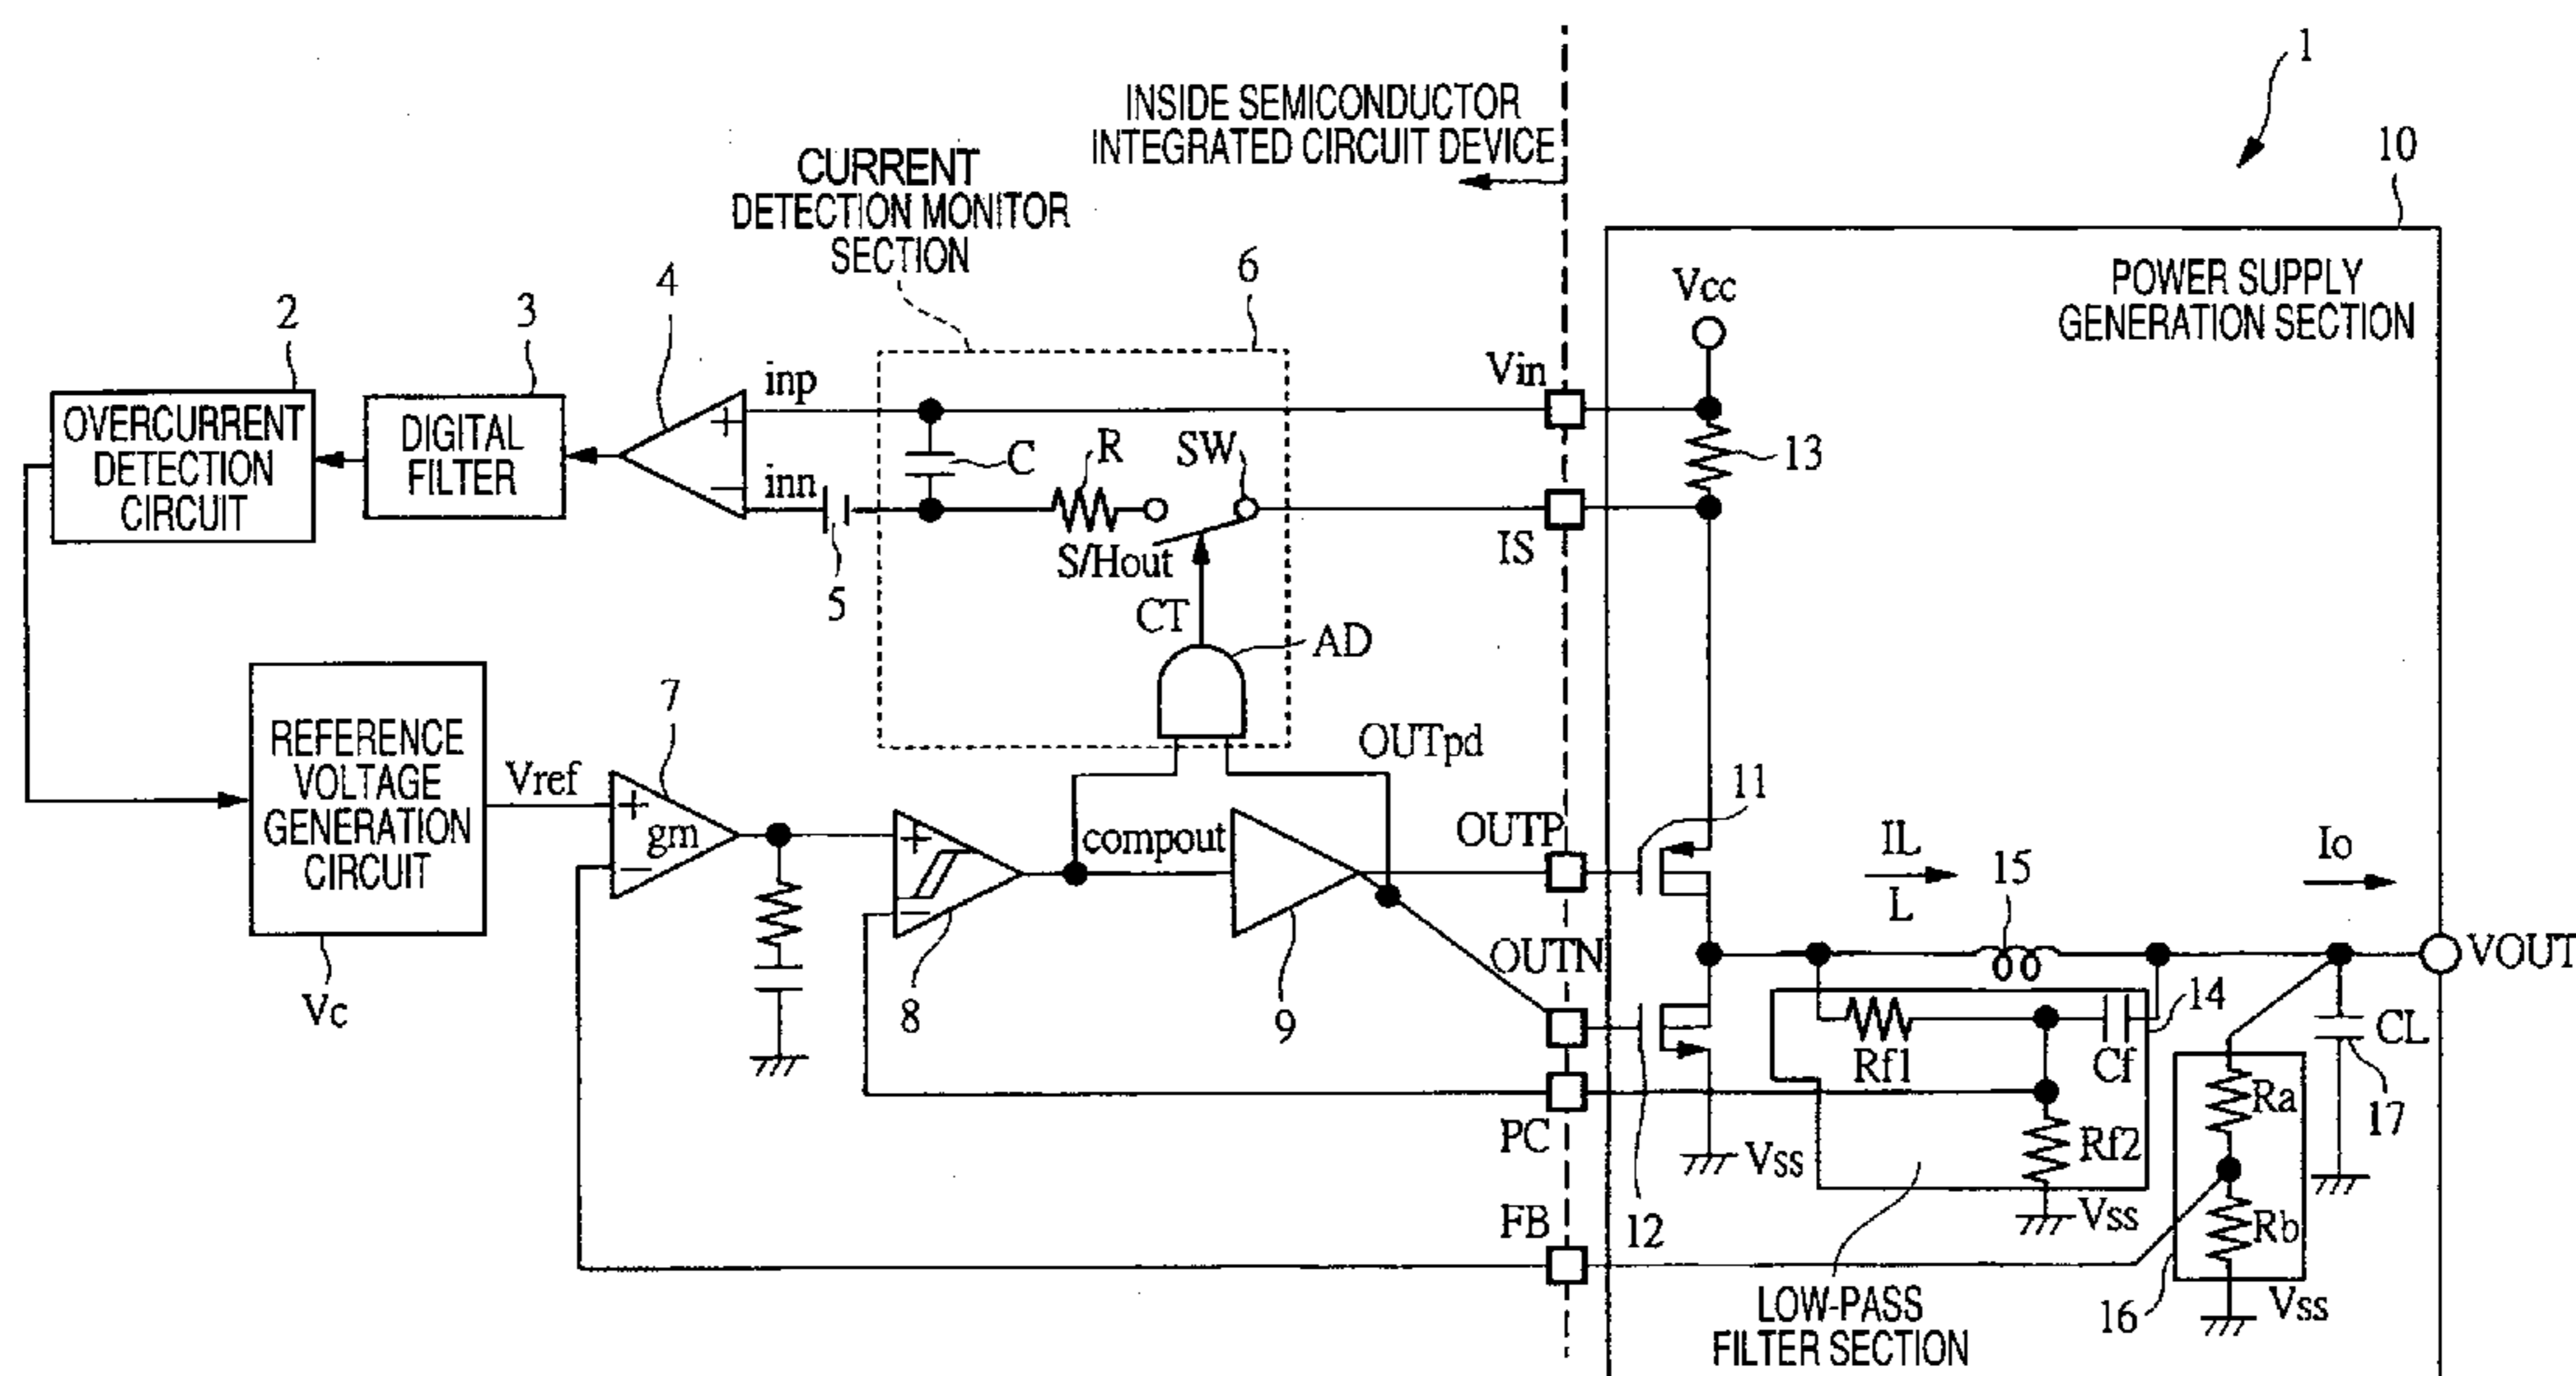 1
INSIDE SEMICONDUCTOR
INTEGRATED CIRCUIT DEVICE
10
CURRENT
DETECTION MONITOR
SECTION
POWER SUPPLY
GENERATION SECTION
Vcc
2
3
4
6
Vin
inp
OVERCURRENT
DETECTION
CIRCUIT
DIGITAL
FILTER
+
−
inn
C
R
SW
13
IS
S/Hout
5
CT
AD
7
REFERENCE
VOLTAGE
GENERATION
CIRCUIT
Vref
+
gm
−
OUTpd
11
OUTP
+
−
compout
IL
L
15
Io
OUTN
VOUT
Vc
8
9
14
Rf1
Cf
CL
17
Ra
PC
Vss
Rf2
Vss
FB
12
Rb
16
Vss
LOW-PASS
FILTER SECTION